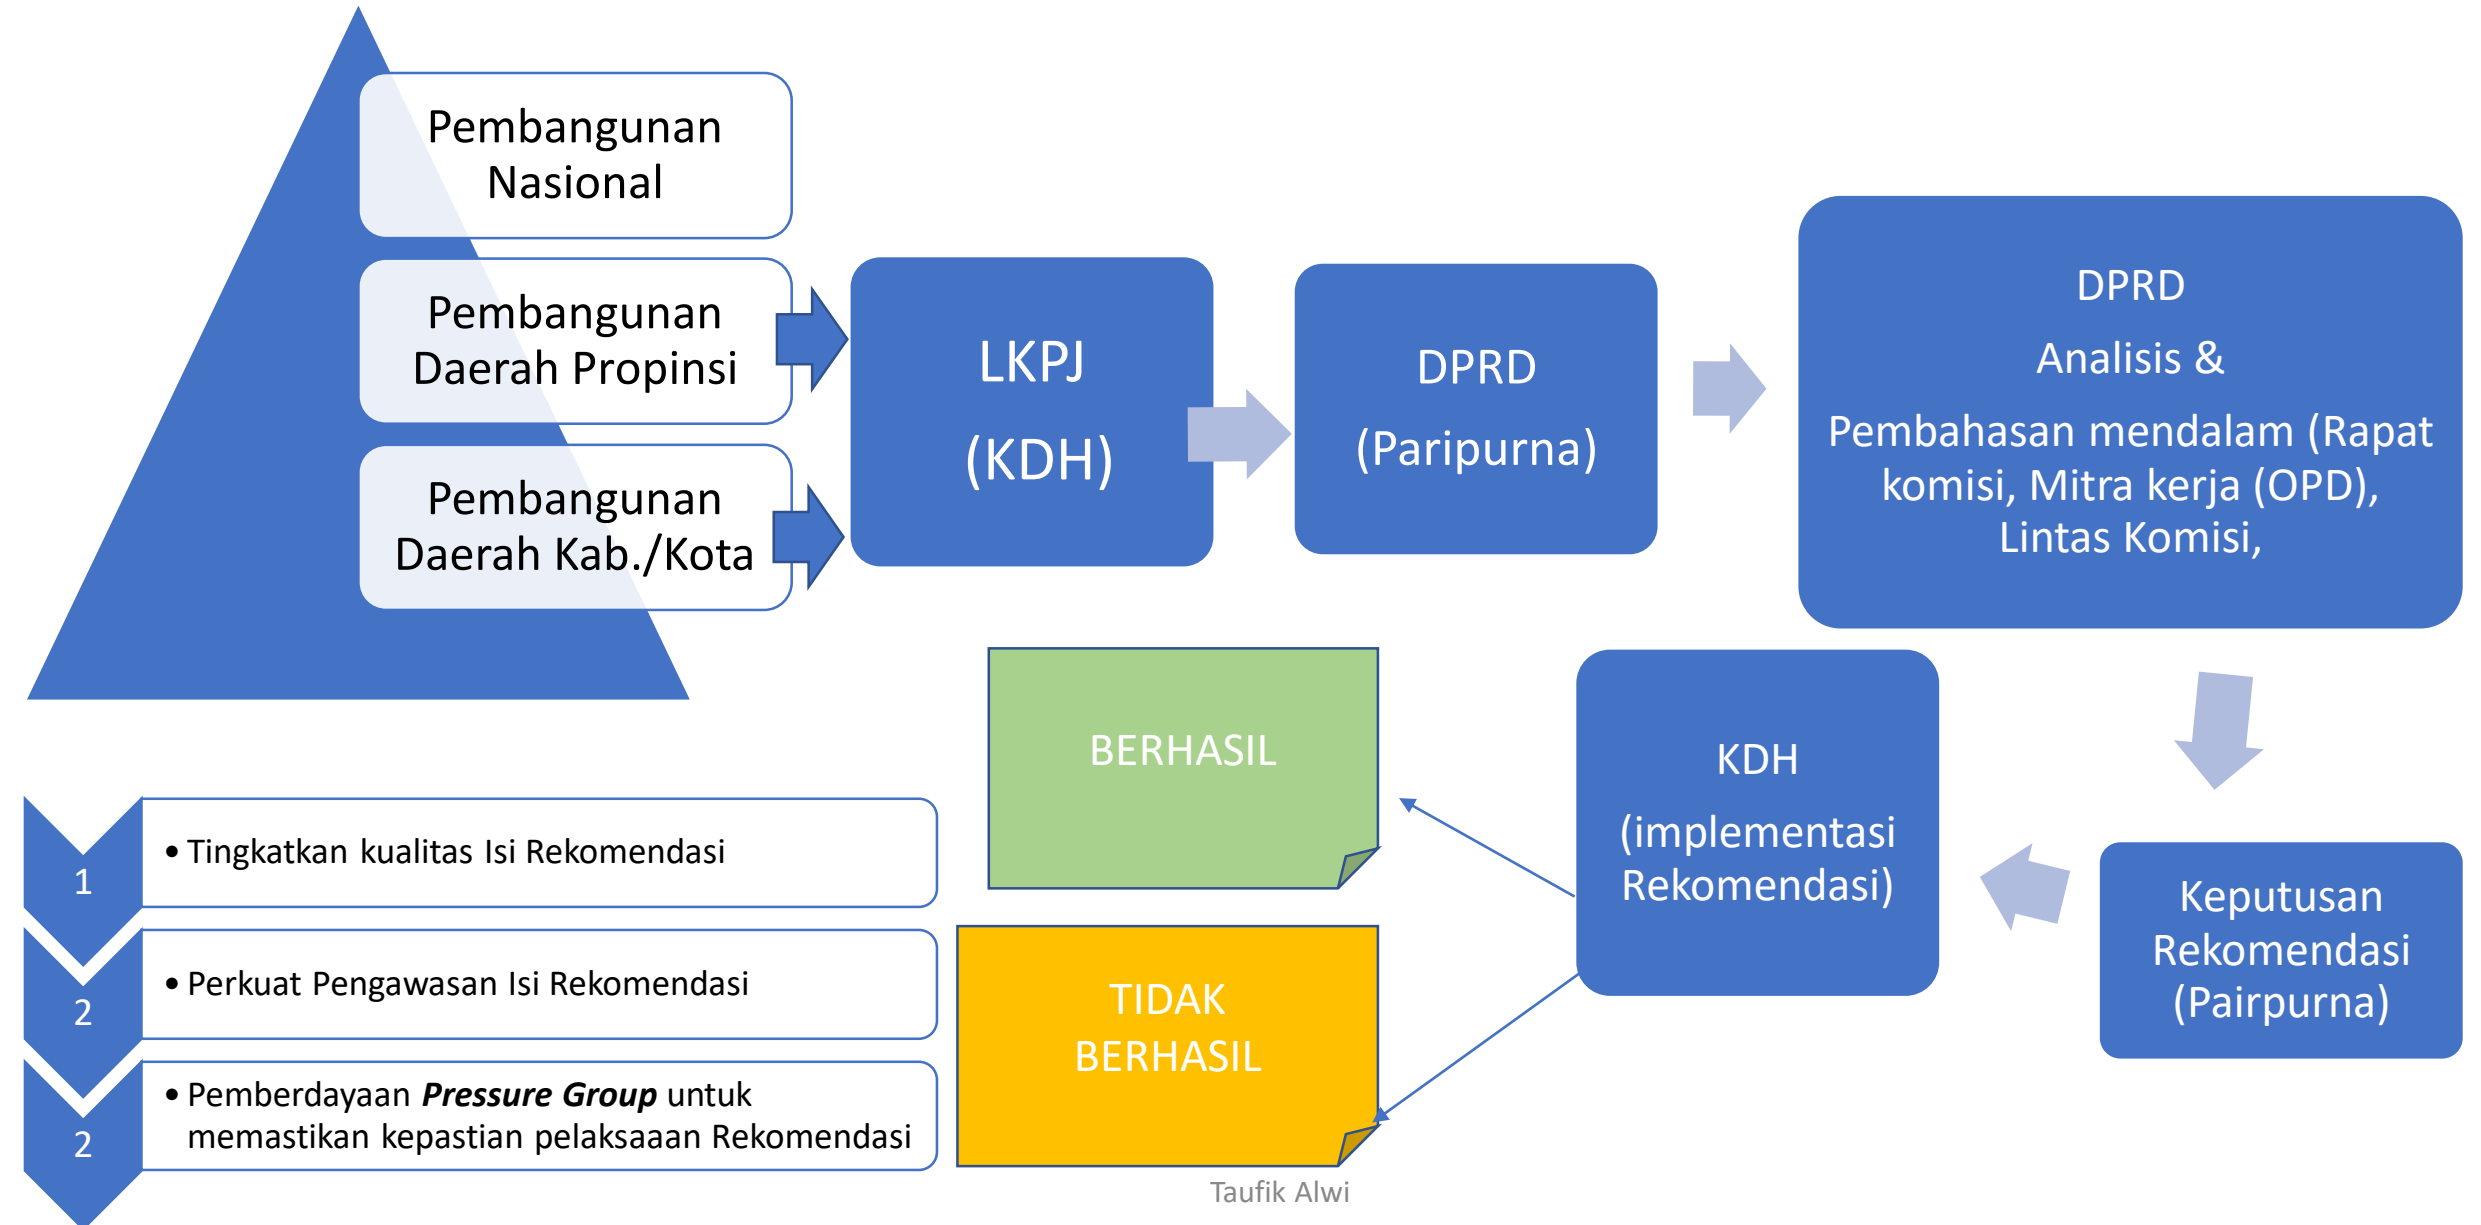 Pembangunan
Nasional
Pembangunan
Daerah Propinsi
Pembangunan
Daerah Kab./Kota
LKPJ
(KDH)
DPRD
(Paripurna)
DPRD
Analisis &
Pembahasan mendalam (Rapat
komisi, Mitra kerja (OPD),
Lintas Komisi,
Keputusan
Rekomendasi
(Pairpurna)
KDH
(implementasi
Rekomendasi)
BERHASIL
TIDAK
BERHASIL
1
• Tingkatkan kualitas Isi Rekomendasi
2
• Perkuat Pengawasan Isi Rekomendasi
2
• Pemberdayaan Pressure Group untuk
memastikan kepastian pelaksaaan Rekomendasi
Taufik Alwi